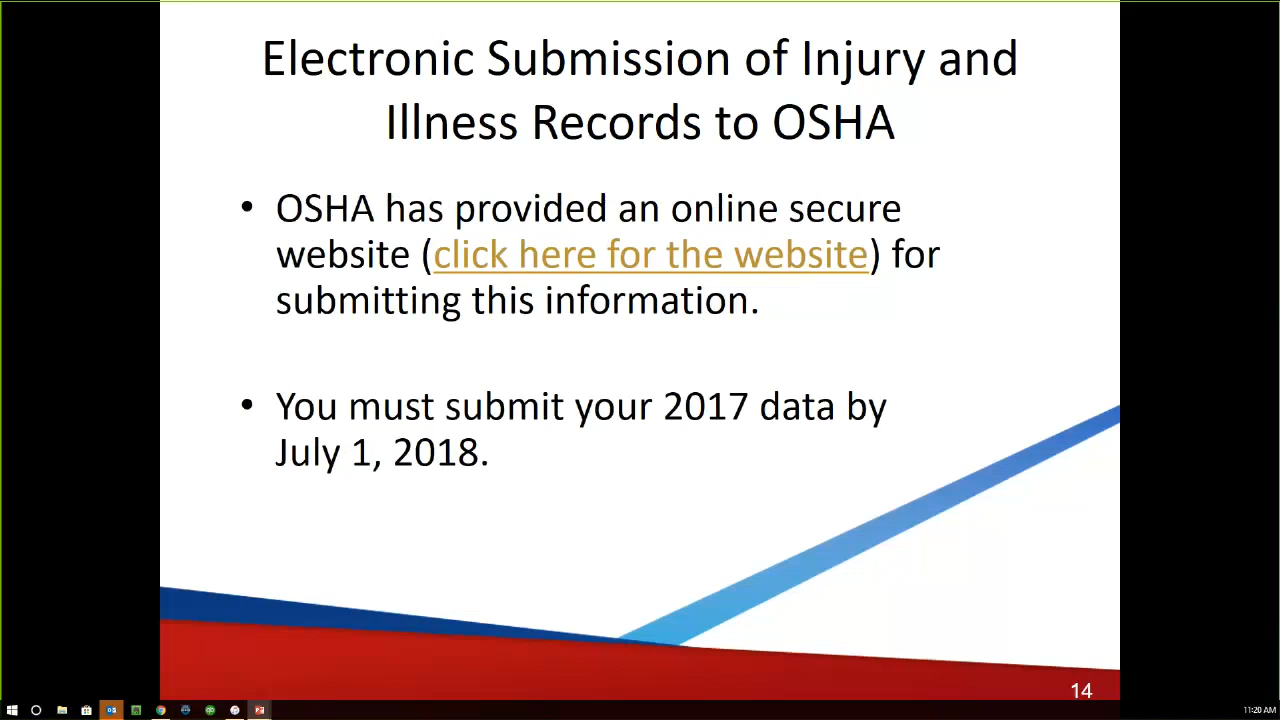 Electronic Submission of Injury and
Illness Records to OSHA
• OSHA has provided an online secure
website (click here for the website) for
submitting this information.
• You must submit your 2017 data by
July 1, 2018.
14
11:20 AM